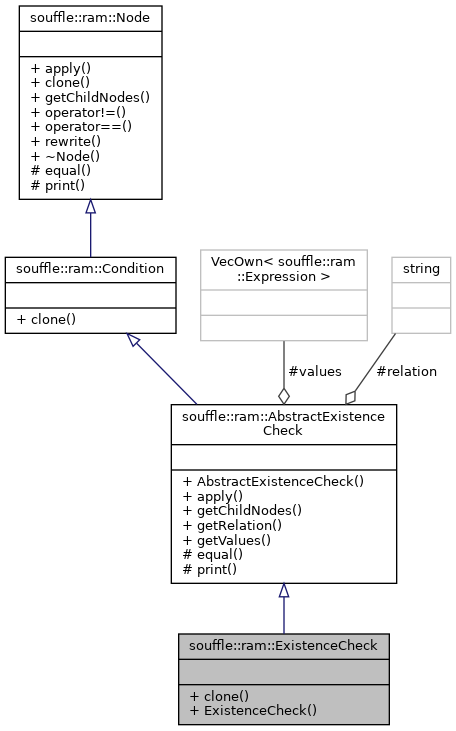 souffle::ram::Node
+ apply()
+ clone()
+ getChildNodes()
+ operator!=()
+ operator==()
+ rewrite()
+ ~Node()
# equal()
# print()
souffle::ram::Condition
+ clone()
VecOwn< souffle::ram
::Expression >
string
#values
#relation
souffle::ram::AbstractExistence
Check
+ AbstractExistenceCheck()
+ apply()
+ getChildNodes()
+ getRelation()
+ getValues()
# equal()
# print()
souffle::ram::ExistenceCheck
+ clone()
+ ExistenceCheck()